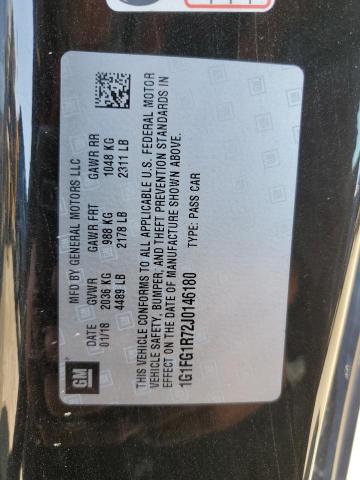 MFD BY GENERAL MOTORS LLC
DATE GVWR GAWR FRT GAWR RR
01/18 2036 KG 988 KG 1048 KG
4489 LB 2178 LB 2311 LB
THIS VEHICLE CONFORMS TO ALL APPLICABLE U.S. FEDERAL MOTOR
VEHICLE SAFETY, BUMPER, AND THEFT PREVENTION STANDARDS IN
EFFECT ON THE DATE OF MANUFACTURE SHOWN ABOVE.
1G1FG1R72J0146180 TYPE: PASS CAR
GM